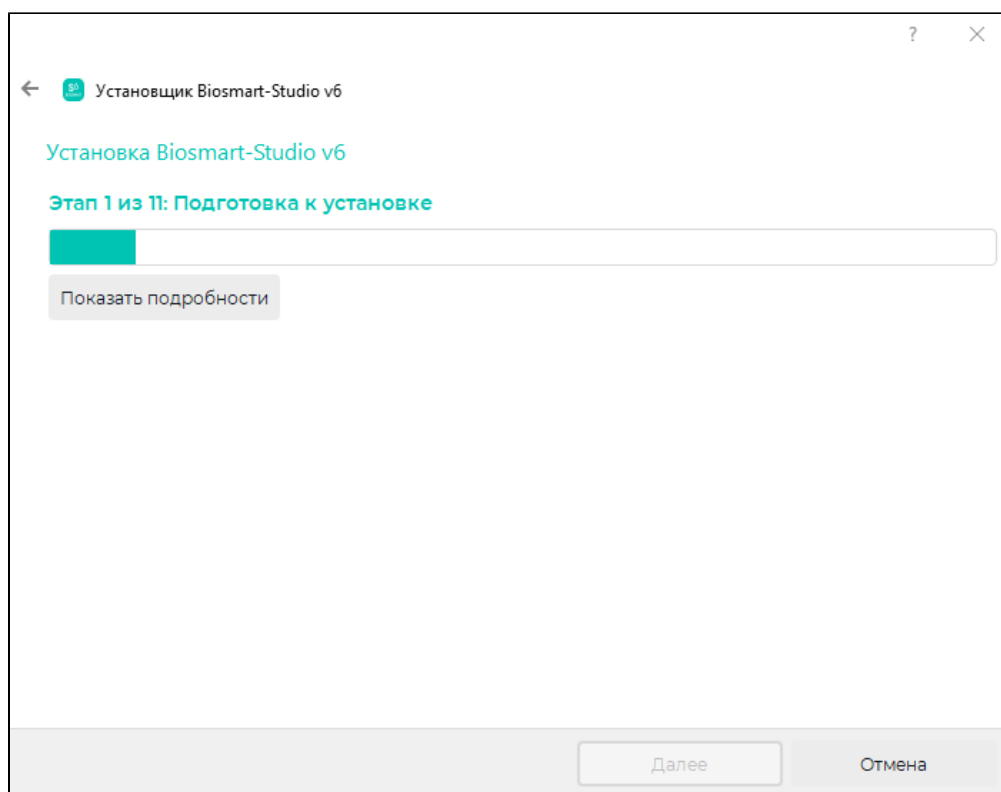 ?
Установщик Biosmart-Studio v6
Установка Biosmart-Studio v6
Этап 1 из 11: Подготовка к установке
Показать подробности
Далее
Отмена